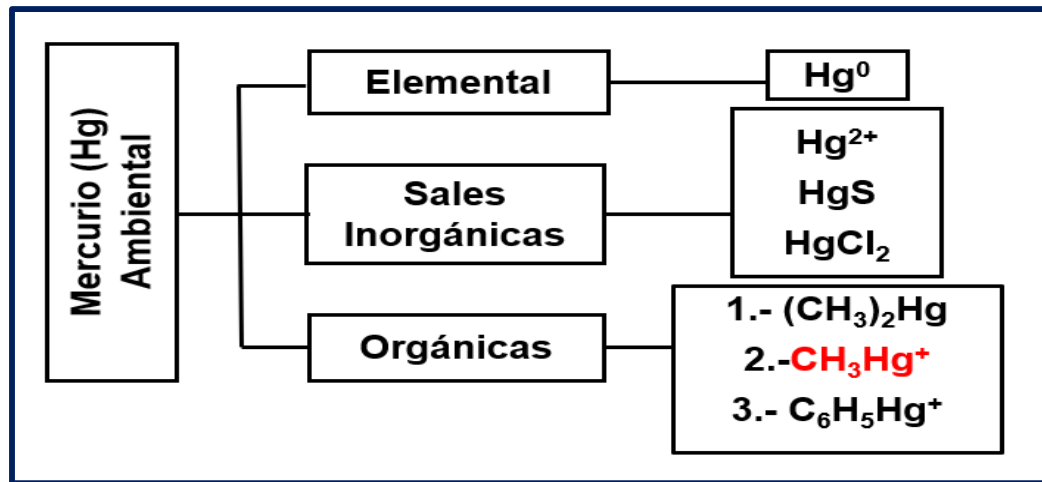 Mercurio (Hg)
Ambiental
Elemental
Hg⁰
Sales
Inorgánicas
Hg²⁺
HgS
HgCl₂
Orgánicas
1.- (CH₃)₂Hg
2.-CH₃Hg⁺
3.- C₆H₅Hg⁺